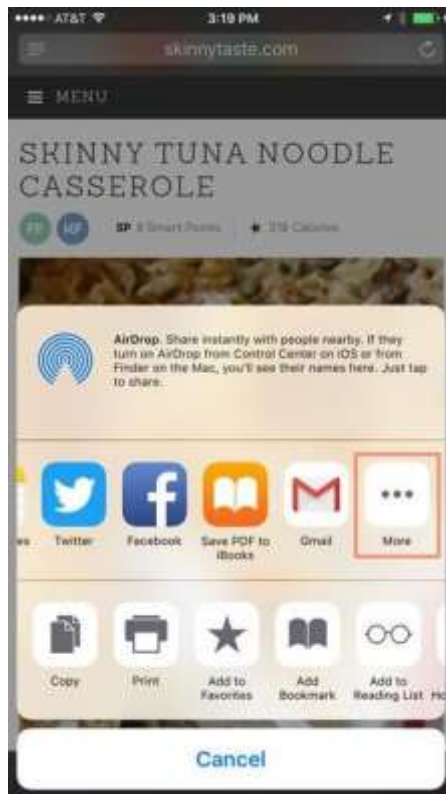 AT&T
3:19 PM
skinnytaste.com
MENU
SKINNY TUNA NOODLE
CASSEROLE
SP
Smart Points
Calories
AirDrop. Share instantly with people nearby. If they
turn on AirDrop from Control Center on iOS or from
Finder on the Mac, you'll see their names here. Just tap
to share.
Twitter
Facebook
Save PDF to
iBooks
Gmail
More
Copy
Print
Add to
Favorites
Add
Bookmark
Add to
Reading List
Cancel